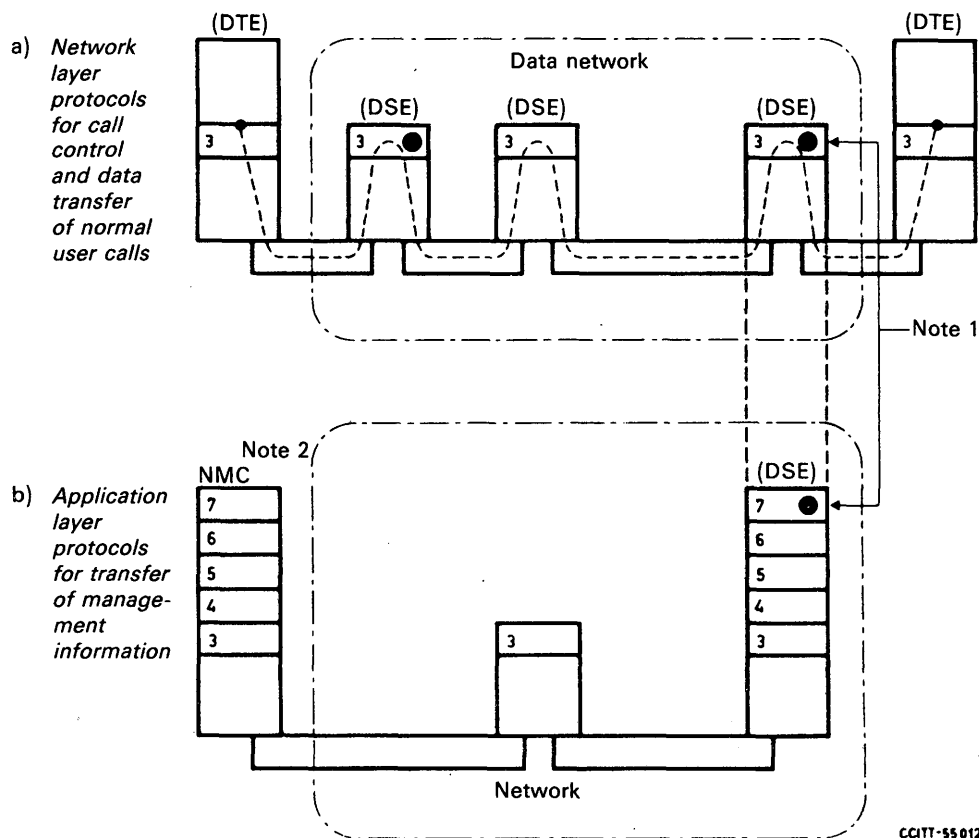 (DTE)
(DTE)
a) Network
layer
protocols
for call
control
and data
transfer
of normal
user calls
Data network
(DSE)
(DSE)
(DSE)
3
3
3
3
3
Note 1
Note 2
NMC
(DSE)
b) Application
layer
protocols
for transfer
of manage-
ment
information
7
6
5
4
3
3
7
6
5
4
3
Network